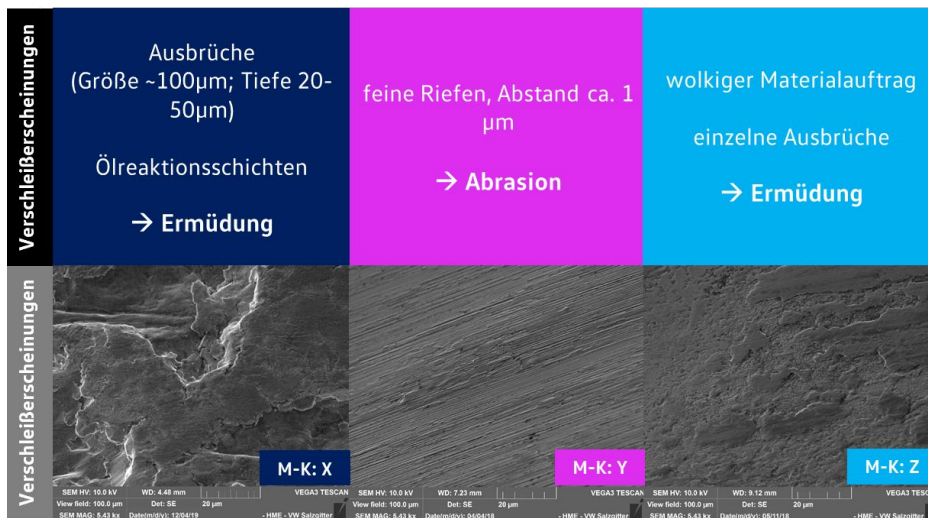 Verschleißerscheinungen
Ausbrüche
(Größe ~100µm; Tiefe 20-
50µm)
Ölreaktionsschichten
→ Ermüdung
feine Riefen, Abstand ca. 1
µm
→ Abrasion
wolkiger Materialauftrag
einzelne Ausbrüche
→ Ermüdung
Verschleißerscheinungen
M-K: X
SEM HV: 10.0 kV WD: 4.48 mm VEGA3 TESCAN
View field: 100.0 µm Det: SE 20 µm
SEM MAG: 5.43 kx Date(m/d/y): 12/04/19 - HME - VW Salzgitter
M-K: Y
SEM HV: 10.0 kV WD: 7.23 mm VEGA3 TESCAN
View field: 100.0 µm Det: SE 20 µm
SEM MAG: 5.43 kx Date(m/d/y): 04/04/18 - HME - VW Salzgitter
M-K: Z
SEM HV: 10.0 kV WD: 9.12 mm VEGA3 TESCAN
View field: 100.0 µm Det: SE 20 µm
SEM MAG: 5.43 kx Date(m/d/y): 05/11/18 - HME - VW Salzgitter